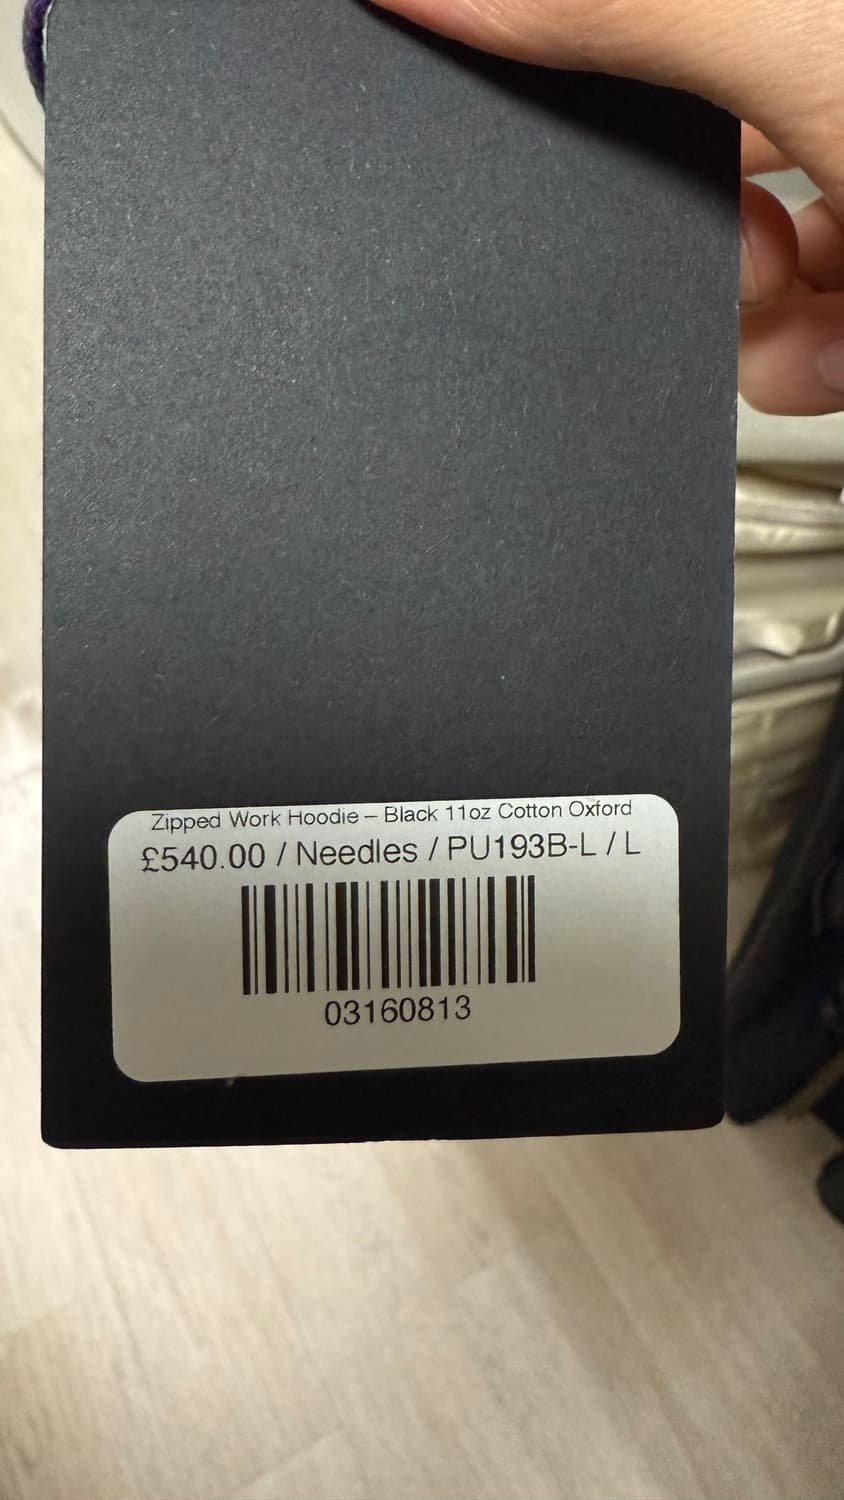 Zipped Work Hoodie – Black 11oz Cotton Oxford
£540.00 / Needles / PU193B-L / L
03160813